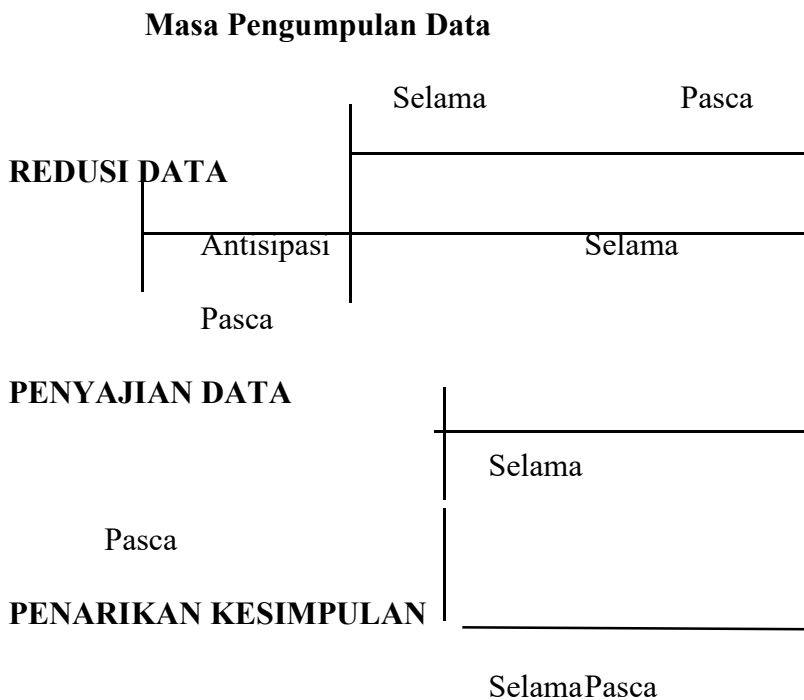 Masa Pengumpulan Data
Selama Pasca
REDUSI DATA
Antisipasi Selama
Pasca
PENYAJIAN DATA
Selama
Pasca
PENARIKAN KESIMPULAN
SelamaPasca